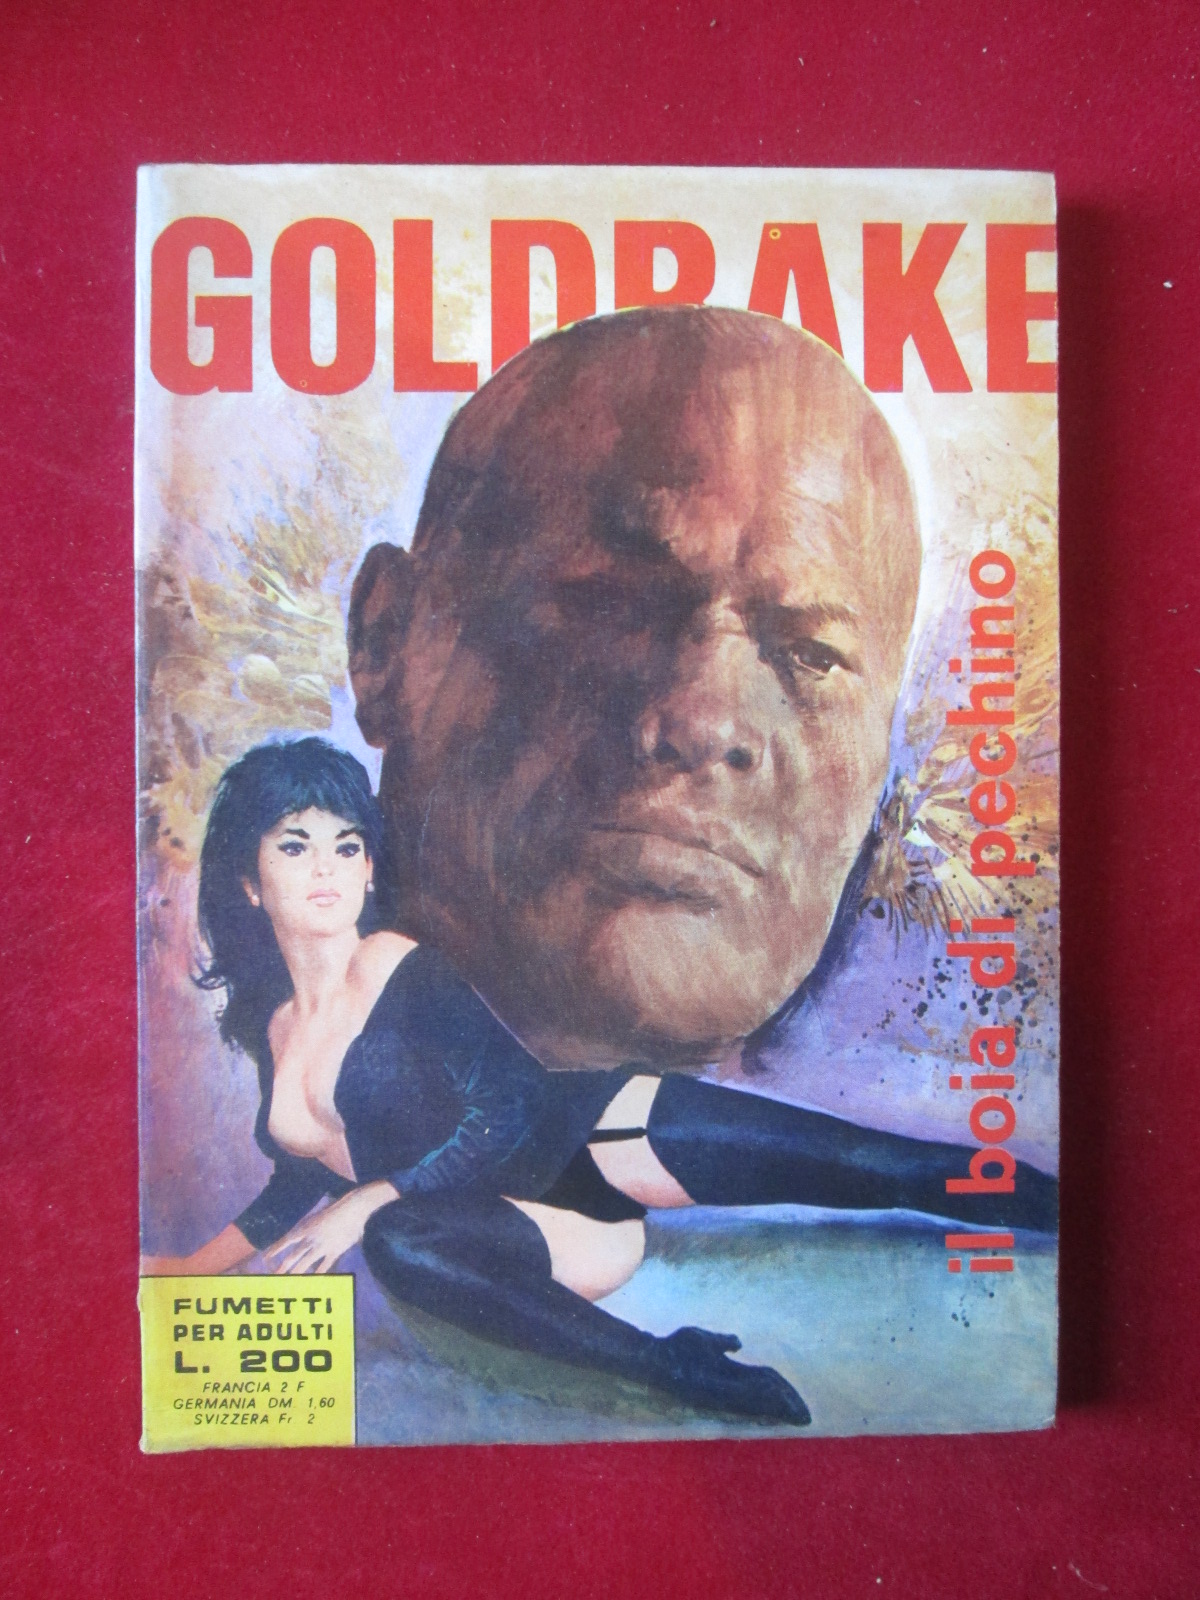 GOLDRAKE
il boia di pechino
FUMETTI
PER ADULTI
L. 200
FRANCIA 2 F
GERMANIA DM. 1,60
SVIZZERA Fr. 2